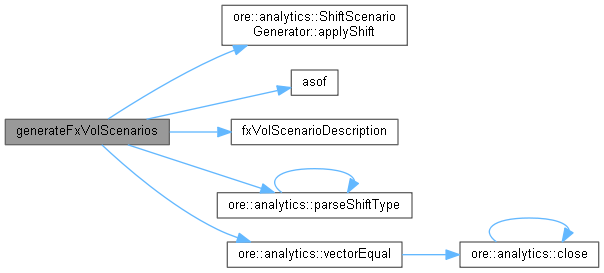 ore::analytics::ShiftScenario
Generator::applyShift
asof
generateFxVolScenarios
fxVolScenarioDescription
ore::analytics::parseShiftType
ore::analytics::vectorEqual
ore::analytics::close